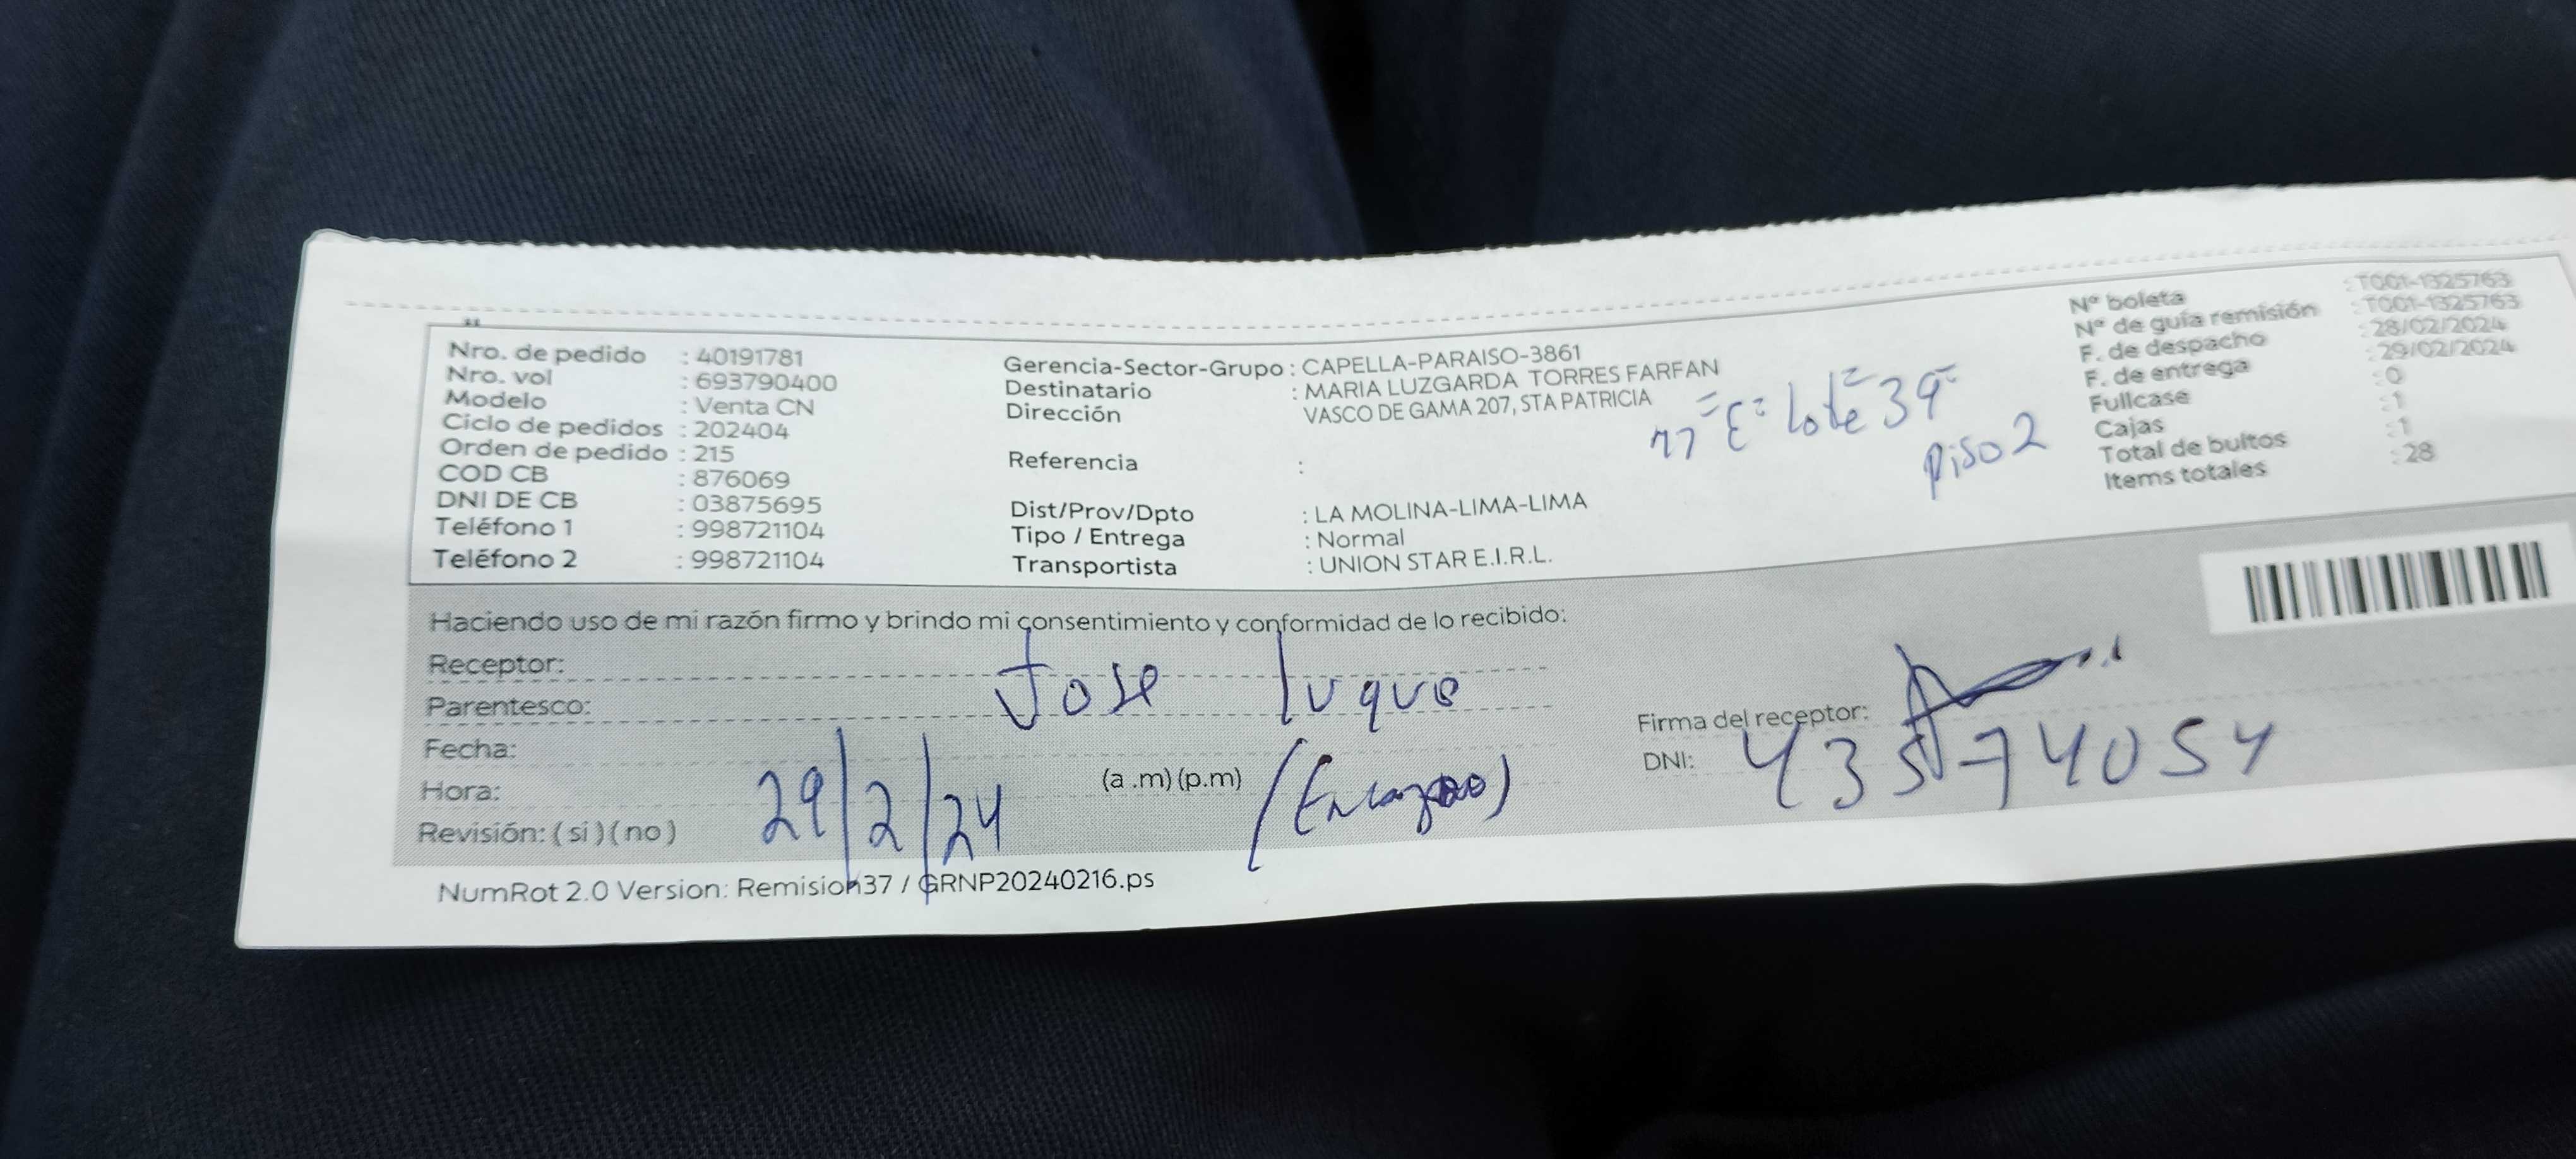 Nro. de pedido : 40191781
Nro. vol : 693790400
Modelo : Venta CN
Ciclo de pedidos : 202404
Orden de pedido : 215
COD CB : 876069
DNI DE CB : 03875695
Teléfono 1 : 998721104
Teléfono 2 : 998721104
Gerencia-Sector-Grupo : CAPELLA-PARAISO-3861
Destinatario : MARIA LUZGARDA TORRES FARFAN
Dirección VASCO DE GAMA 207, STA PATRICIA
E lote 39
piso 2
Referencia :
Dist/Prov/Dpto : LA MOLINA-LIMA-LIMA
Tipo / Entrega : Normal
Transportista : UNION STAR E.I.R.L.
Nº boleta : T001-1325763
Nº de guía remisión : T001-1325763
F. de despacho : 28/02/2024
F. de entrega : 29/02/2024
Fullcase : 0
Cajas : 1
Total de bultos : 1
Items totales : 28
Haciendo uso de mi razón firmo y brindo mi consentimiento y conformidad de lo recibido:
Receptor: Jose luque
Parentesco:
Fecha:
Hora: 29/2/24 (a .m) (p.m)
Revisión: ( si ) ( no )
Firma del receptor:
DNI: 43574054
NumRot 2.0 Version: Remision37 / GRNP20240216.ps